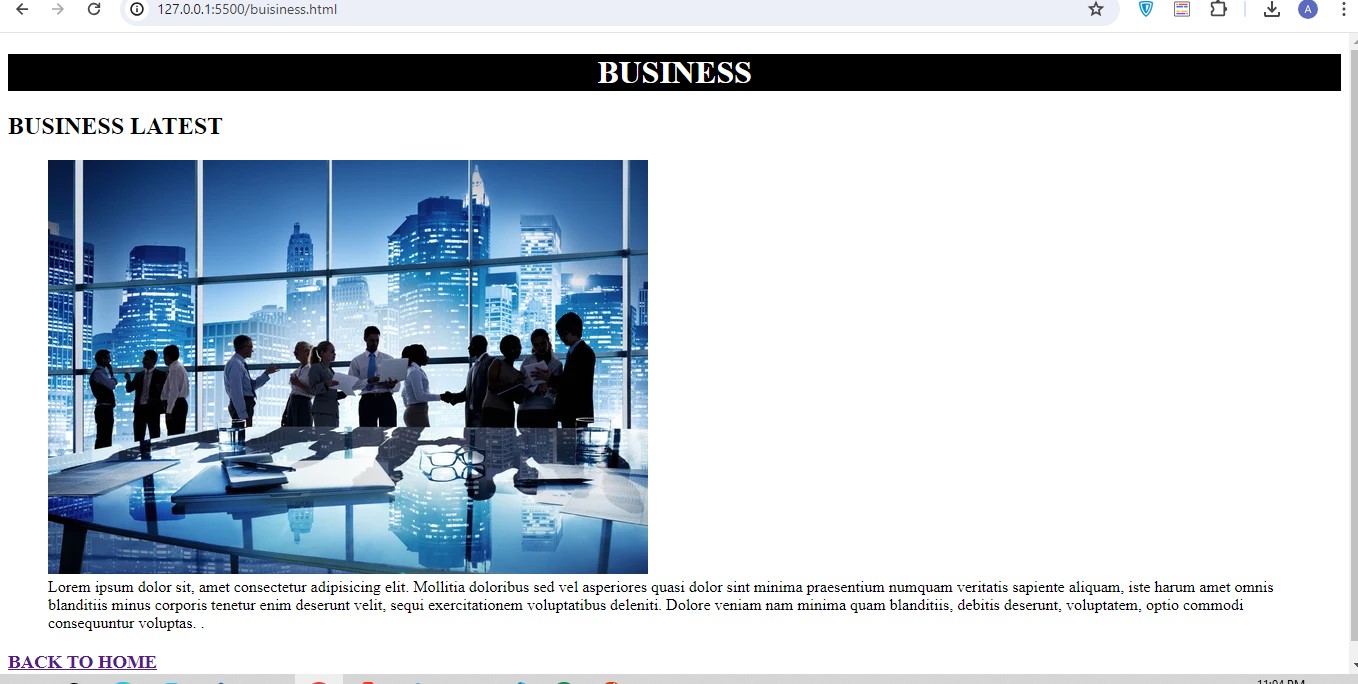 127.0.0.1:5500/buisiness.html
A
BUSINESS
BUSINESS LATEST
Lorem ipsum dolor sit, amet consectetur adipisicing elit. Mollitia doloribus sed vel asperiores quasi dolor sint minima praesentium numquam veritatis sapiente aliquam, iste harum amet omnis
blanditiis minus corporis tenetur enim deserunt velit, sequi exercitationem voluptatibus deleniti. Dolore veniam nam minima quam blanditiis, debitis deserunt, voluptatem, optio commodi
consequuntur voluptas. .
BACK TO HOME